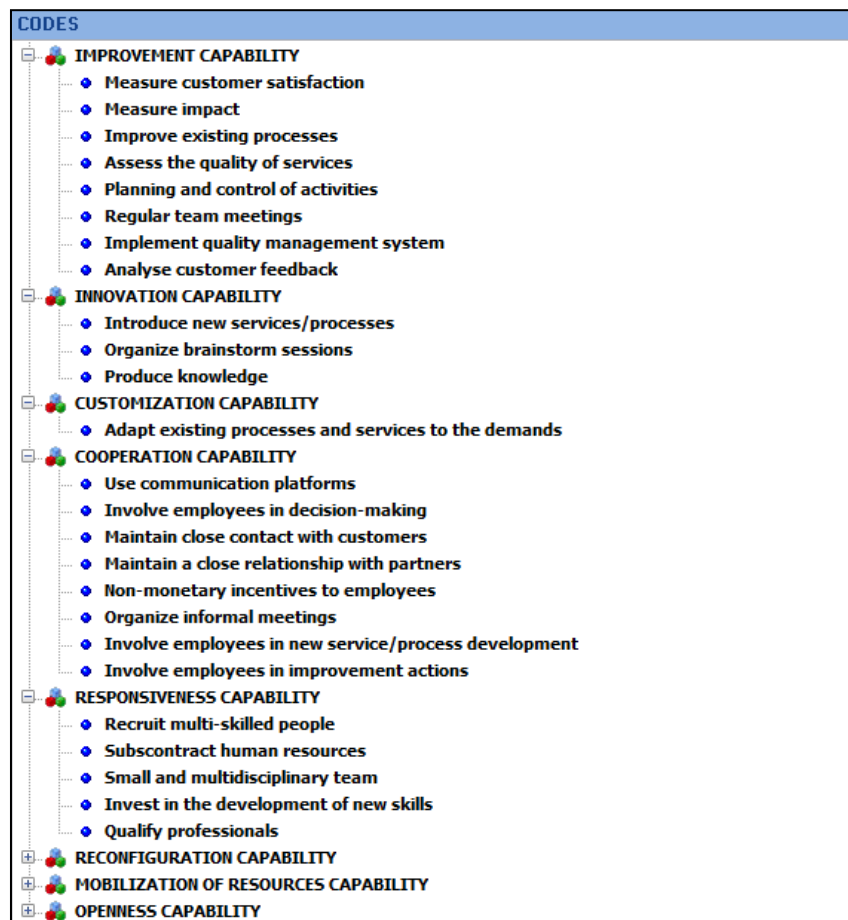 CODES
IMPROVEMENT CAPABILITY
Measure customer satisfaction
Measure impact
Improve existing processes
Assess the quality of services
Planning and control of activities
Regular team meetings
Implement quality management system
Analyse customer feedback
INNOVATION CAPABILITY
Introduce new services/processes
Organize brainstorm sessions
Produce knowledge
CUSTOMIZATION CAPABILITY
Adapt existing processes and services to the demands
COOPERATION CAPABILITY
Use communication platforms
Involve employees in decision-making
Maintain close contact with customers
Maintain a close relationship with partners
Non-monetary incentives to employees
Organize informal meetings
Involve employees in new service/process development
Involve employees in improvement actions
RESPONSIVENESS CAPABILITY
Recruit multi-skilled people
Subscontract human resources
Small and multidisciplinary team
Invest in the development of new skills
Qualify professionals
RECONFIGURATION CAPABILITY
MOBILIZATION OF RESOURCES CAPABILITY
OPENNESS CAPABILITY